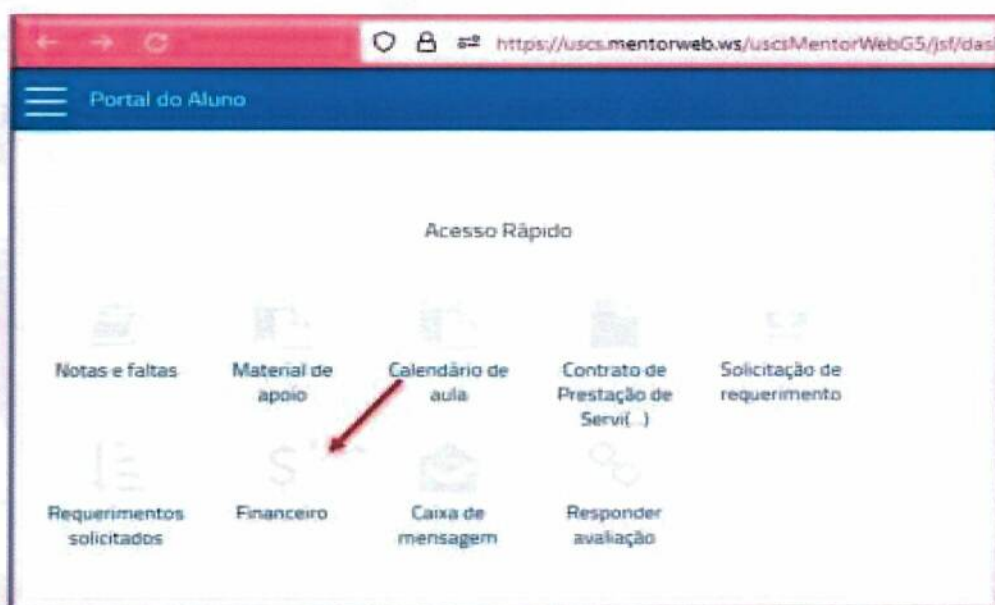 https://uscs.mentorweb.ws/uscsMentorWebG5/jsf/das
Portal do Aluno
Acesso Rápido
Notas e faltas
Material de
apoio
Calendário de
aula
Contrato de
Prestação de
Servi(...)
Solicitação de
requerimento
Requerimentos
solicitados
Financeiro
Caixa de
mensagem
Responder
avaliação